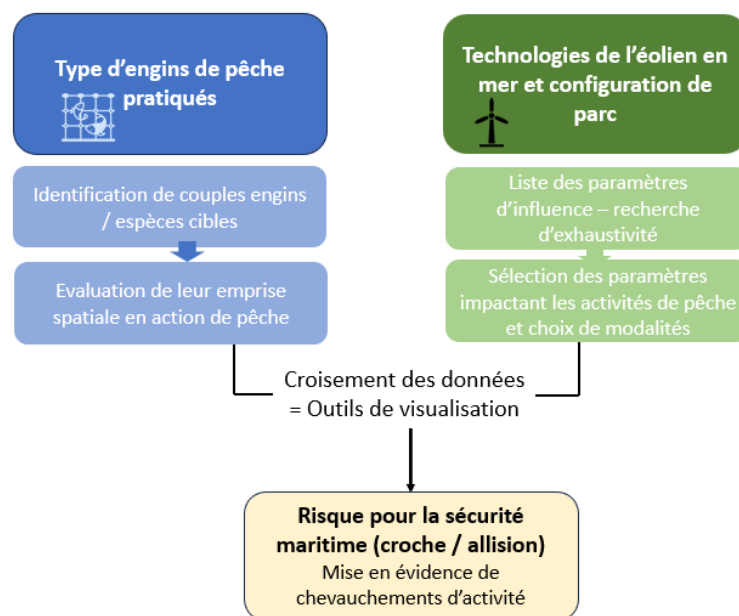 Type d'engins de pêche
pratiqués
Identification de couples engins
/ espèces cibles
Evaluation de leur emprise
spatiale en action de pêche
Technologies de l'éolien en
mer et configuration de
parc
Liste des paramètres
d'influence – recherche
d'exhaustivité
Sélection des paramètres
impactant les activités de pêche
et choix de modalités
Croisement des données
= Outils de visualisation
Risque pour la sécurité
maritime (croche / allision)
Mise en évidence de
chevauchements d'activité